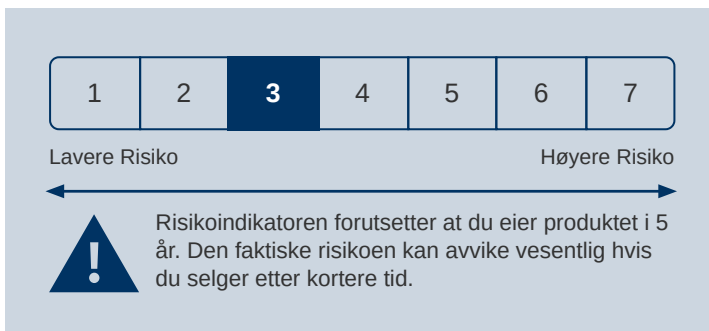 1 2 3 4 5 6 7
Lavere Risiko Høyere Risiko
Risikoindikatoren forutsetter at du eier produktet i 5
år. Den faktiske risikoen kan avvike vesentlig hvis
du selger etter kortere tid.